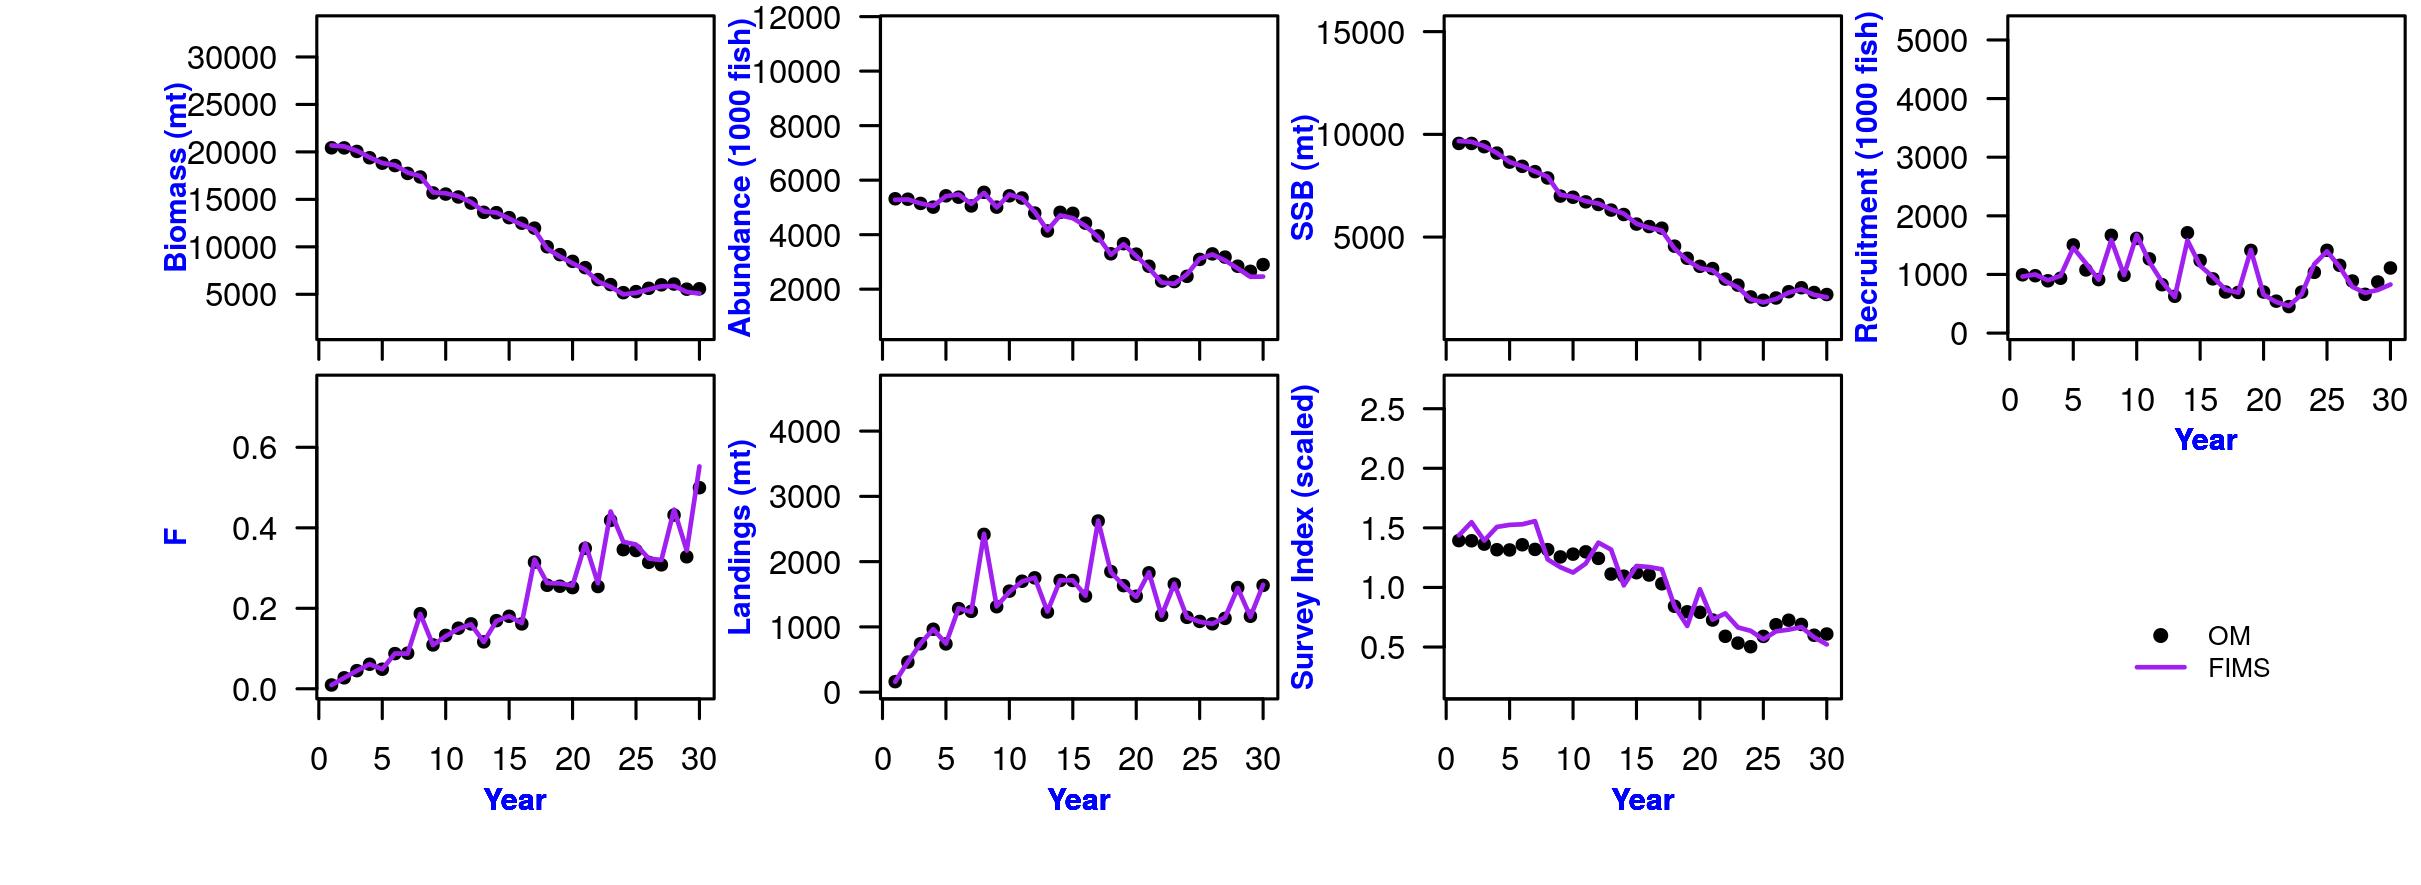 Biomass (mt)
30000
25000
20000
15000
10000
5000
Abundance (1000 fish)
12000
10000
8000
6000
4000
2000
SSB (mt)
15000
10000
5000
Recruitment (1000 fish)
5000
4000
3000
2000
1000
0
0 5 10 15 20 25 30
Year
F
0.6
0.4
0.2
0.0
0 5 10 15 20 25 30
Year
Landings (mt)
4000
3000
2000
1000
0
0 5 10 15 20 25 30
Year
Survey Index (scaled)
2.5
2.0
1.5
1.0
0.5
0 5 10 15 20 25 30
Year
OM
FIMS